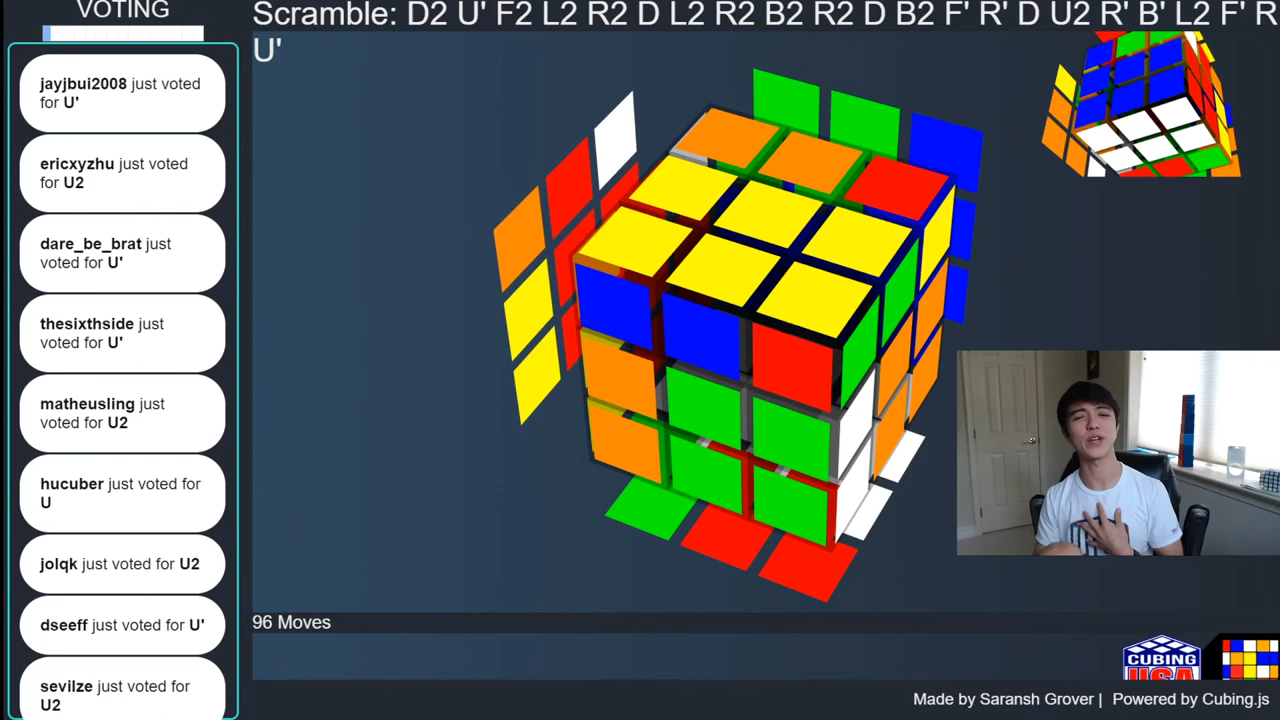 VOTING
Scramble: D2 U' F2 L2 R2 D L2 R2 B2 R2 D B2 F' R' D U2 R' B' L2 F' R
U'
jayjbui2008 just voted
for U'
ericxyzhu just voted
for U2
dare_be_brat just
voted for U'
thesixthside just
voted for U'
matheusling just
voted for U2
hucuber just voted for
U
jolqk just voted for U2
dseeff just voted for U'
sevilze just voted for
U2
96 Moves
CUBING
USA
Made by Saransh Grover | Powered by Cubing.js